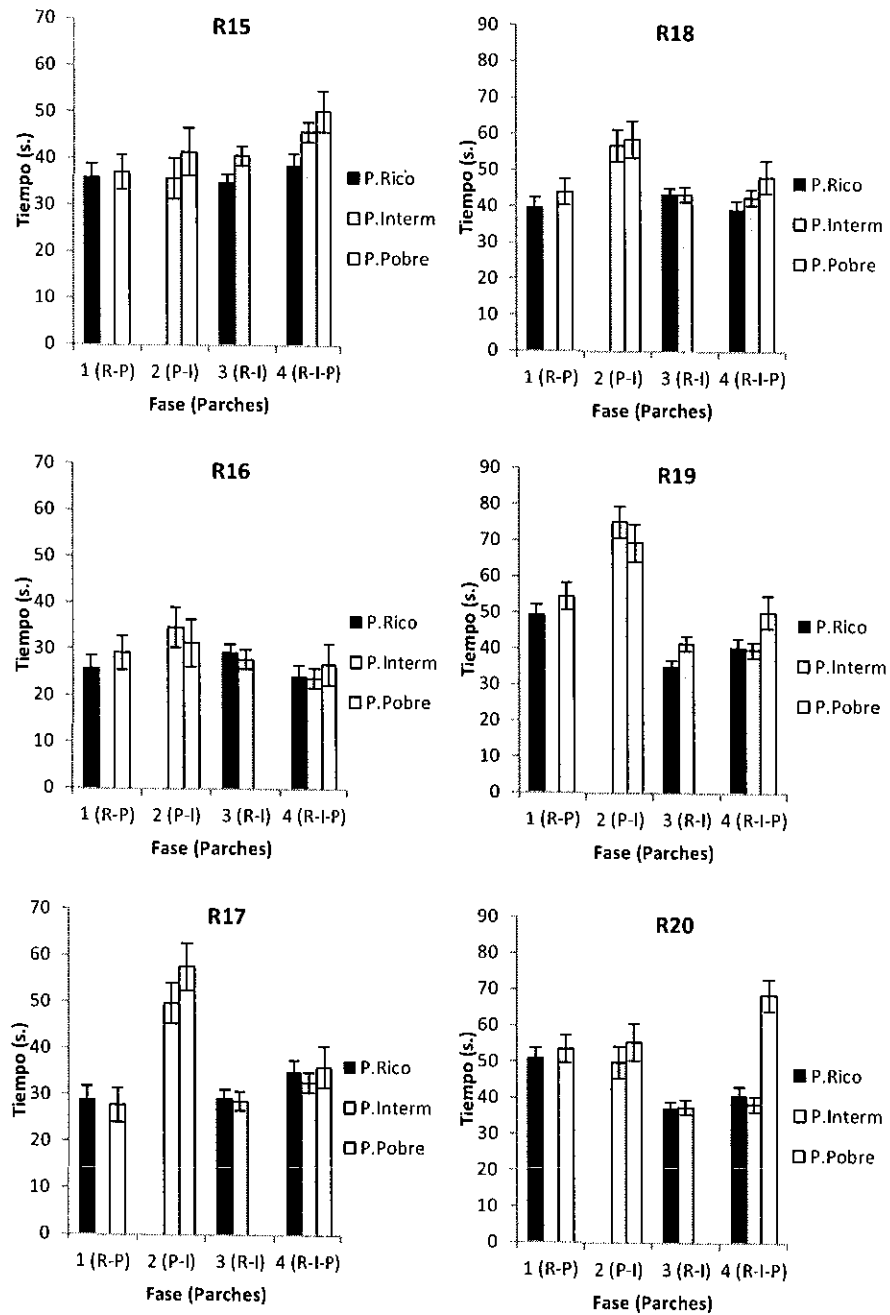 R15
Tiempo (s.)
70
60
50
40
30
20
10
0
1 (R-P) 2 (P-I) 3 (R-I) 4 (R-I-P)
Fase (Parches)
P.Rico
P.Interm
P.Pobre
R18
Tiempo (s.)
90
80
70
60
50
40
30
20
10
0
1 (R-P) 2 (P-I) 3 (R-I) 4 (R-I-P)
Fase (Parches)
P.Rico
P.Interm
P.Pobre
R16
Tiempo (s.)
70
60
50
40
30
20
10
0
1 (R-P) 2 (P-I) 3 (R-I) 4 (R-I-P)
Fase (Parches)
P.Rico
P.Interm
P.Pobre
R19
Tiempo (s.)
90
80
70
60
50
40
30
20
10
0
1 (R-P) 2 (P-I) 3 (R-I) 4 (R-I-P)
Fase (Parches)
P.Rico
P.Interm
P.Pobre
R17
Tiempo (s.)
70
60
50
40
30
20
10
0
1 (R-P) 2 (P-I) 3 (R-I) 4 (R-I-P)
Fase (Parches)
P.Rico
P.Interm
P.Pobre
R20
Tiempo (s.)
90
80
70
60
50
40
30
20
10
0
1 (R-P) 2 (P-I) 3 (R-I) 4 (R-I-P)
Fase (Parches)
P.Rico
P.Interm
P.Pobre